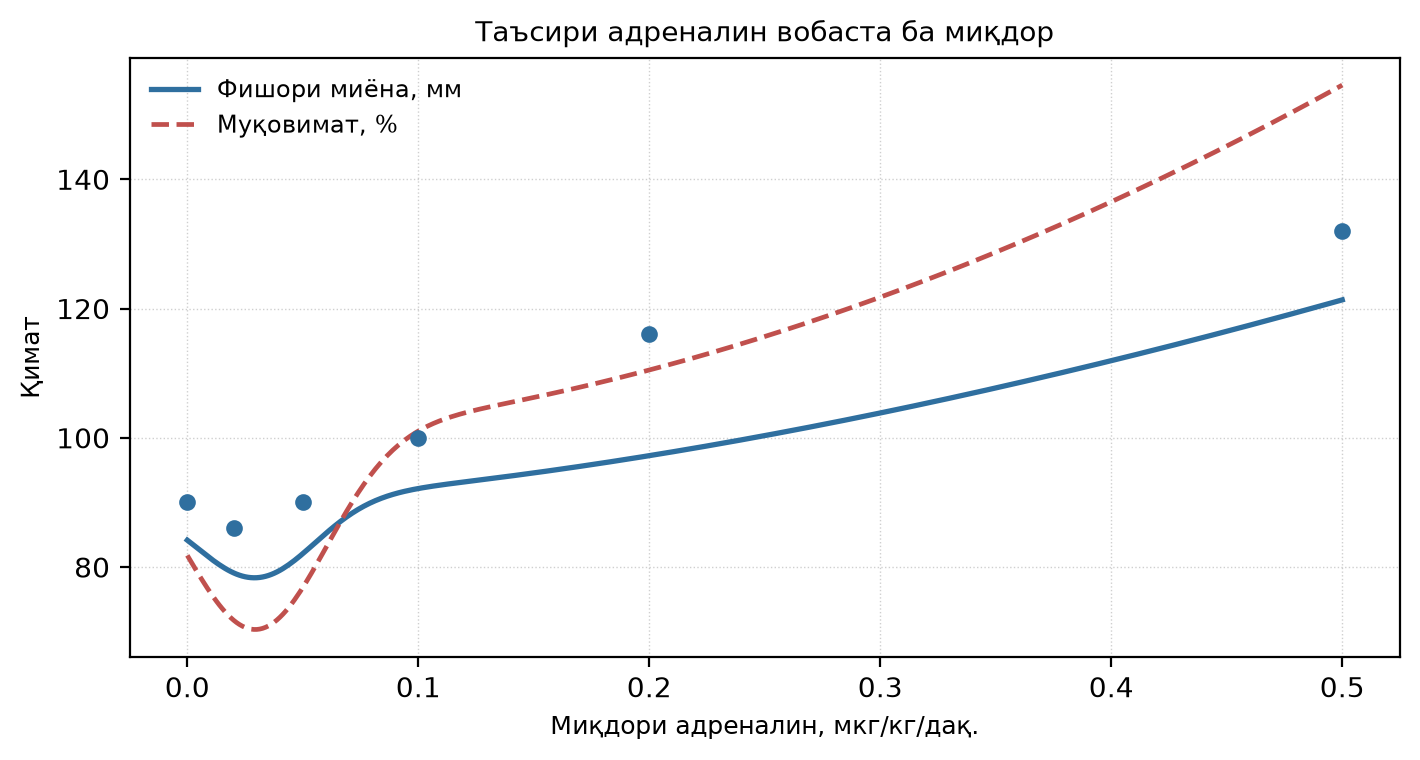 Таъсири адреналин вобаста ба миқдор
Фишори миёна, мм
Муқовимат, %
Қимат
140
120
100
80
0.0 0.1 0.2 0.3 0.4 0.5
Миқдори адреналин, мкг/кг/дақ.